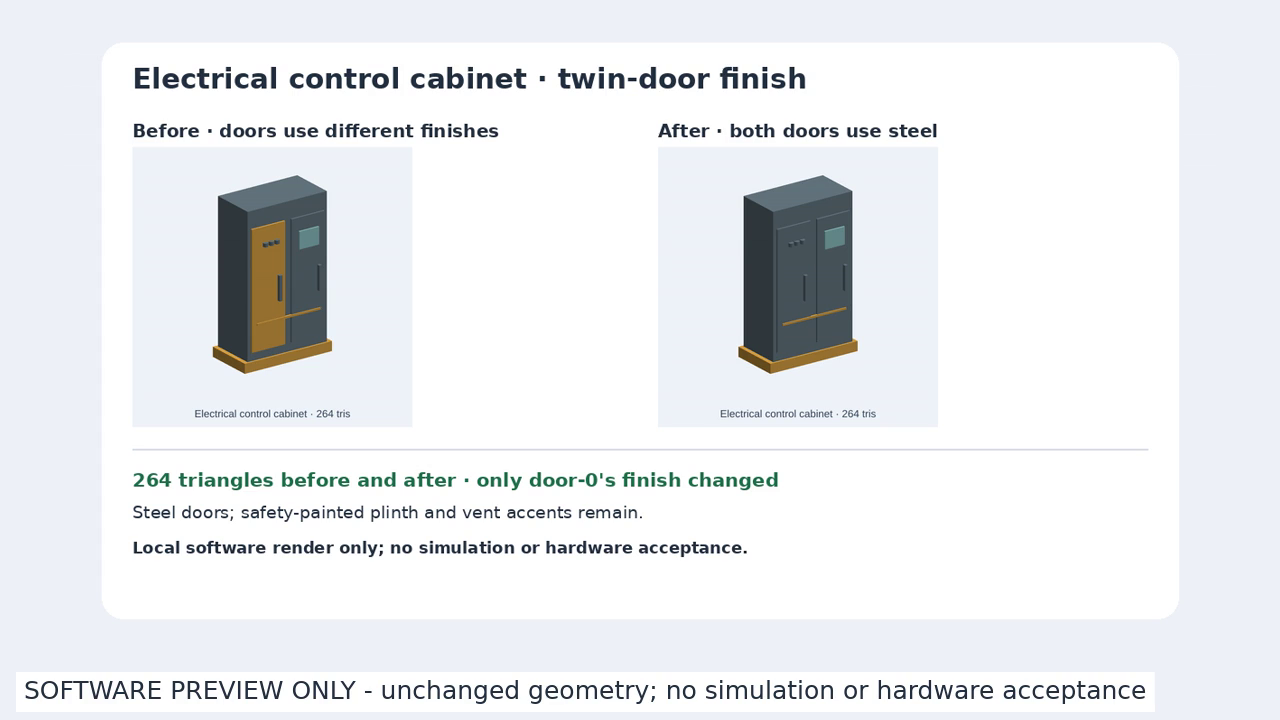 Electrical control cabinet · twin-door finish
Before · doors use different finishes
After · both doors use steel
Electrical control cabinet · 264 tris
Electrical control cabinet · 264 tris
264 triangles before and after · only door-0's finish changed
Steel doors; safety-painted plinth and vent accents remain.
Local software render only; no simulation or hardware acceptance.
SOFTWARE PREVIEW ONLY - unchanged geometry; no simulation or hardware acceptance